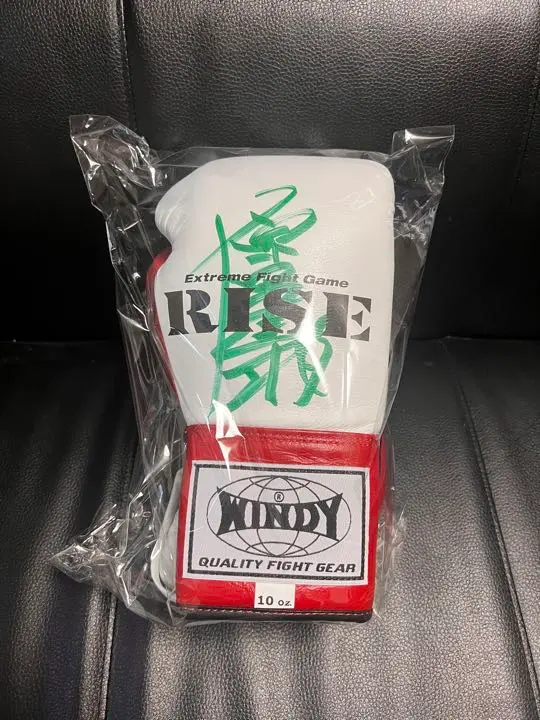 Extreme Fight Game
RISE
®
WINDY
QUALITY FIGHT GEAR
10 oz.